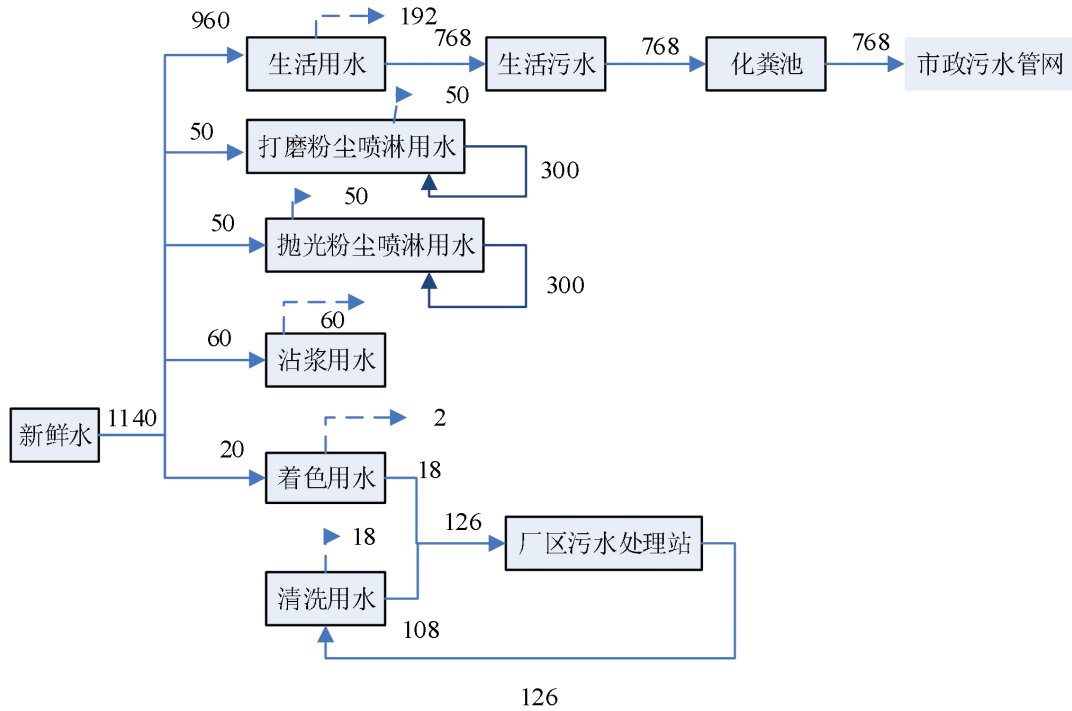 960
192
生活用水
768
生活污水
768
化粪池
768
市政污水管网
50
50
打磨粉尘喷淋用水
300
50
50
抛光粉尘喷淋用水
300
60
60
沾浆用水
新鲜水
1140
20
2
着色用水
18
126
厂区污水处理站
18
清洗用水
108
126